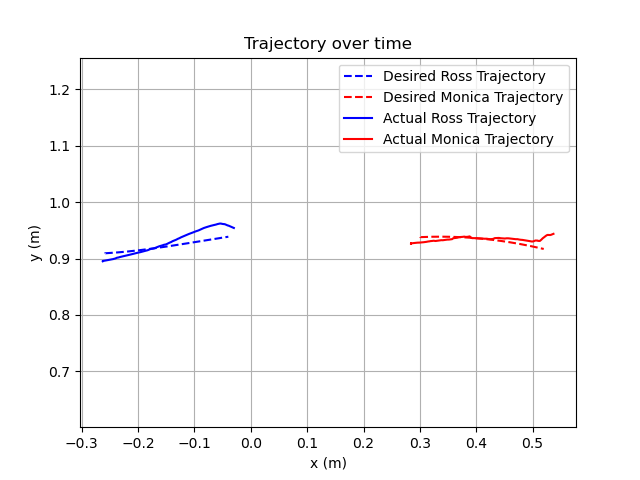 Trajectory over time
Desired Ross Trajectory
Desired Monica Trajectory
Actual Ross Trajectory
Actual Monica Trajectory
1.2
1.1
1.0
0.9
0.8
0.7
y (m)
−0.3 −0.2 −0.1 0.0 0.1 0.2 0.3 0.4 0.5
x (m)